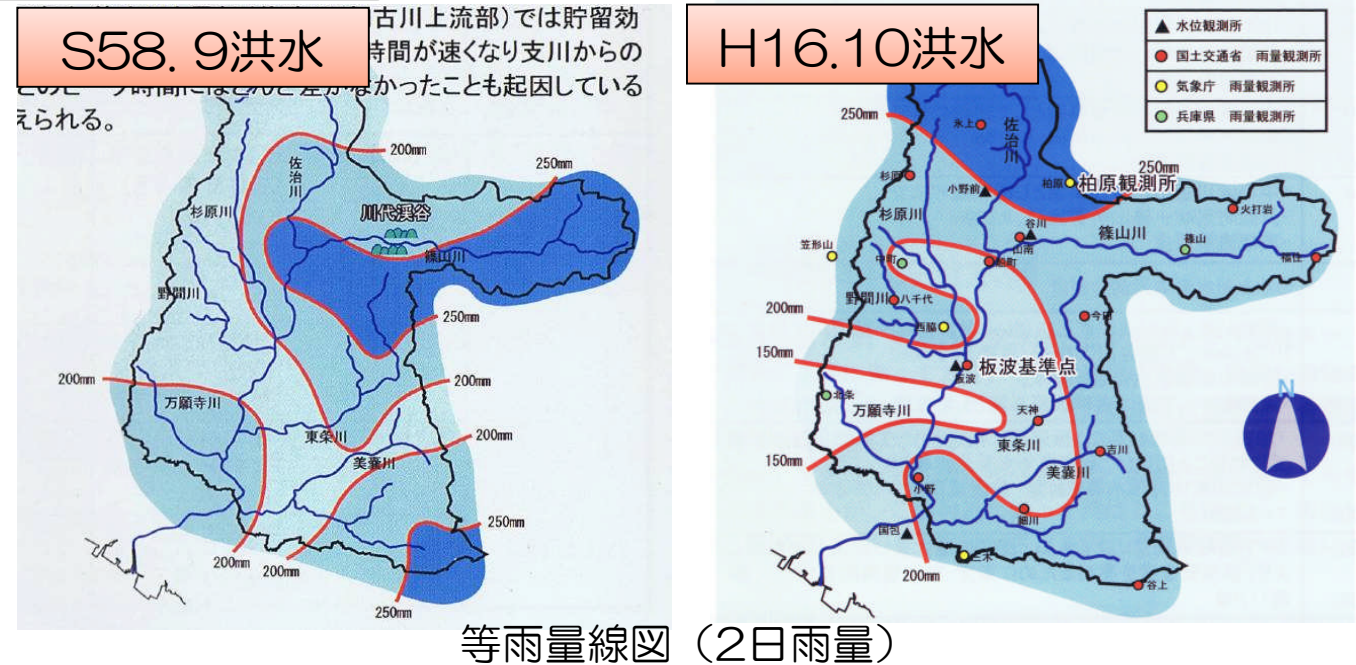 古川上流部）では貯留効
S58．9洪水
時間が速くなり支川からの
なかったことも起因している
えられる。
200mm
250mm
佐治川
杉原川
川代渓谷
篠山川
野間川
250mm
200mm
200mm
万願寺川
東条川
200mm
美嚢川
250mm
200mm
200mm
250mm
H16.10洪水
水位観測所
国土交通省　雨量観測所
気象庁　雨量観測所
兵庫県　雨量観測所
250mm
氷上
佐治川
250mm
杉原
小野前
柏原
柏原観測所
杉原川
火打岩
谷川
山南
篠山川
篠山
福住
笠形山
中町
野間川
八千代
200mm
西脇
今田
150mm
板波
板波基準点
N
北条
万願寺川
天神
東条川
150mm
吉川
美嚢川
小野
細川
国包
三木
200mm
谷上
等雨量線図（2日雨量）